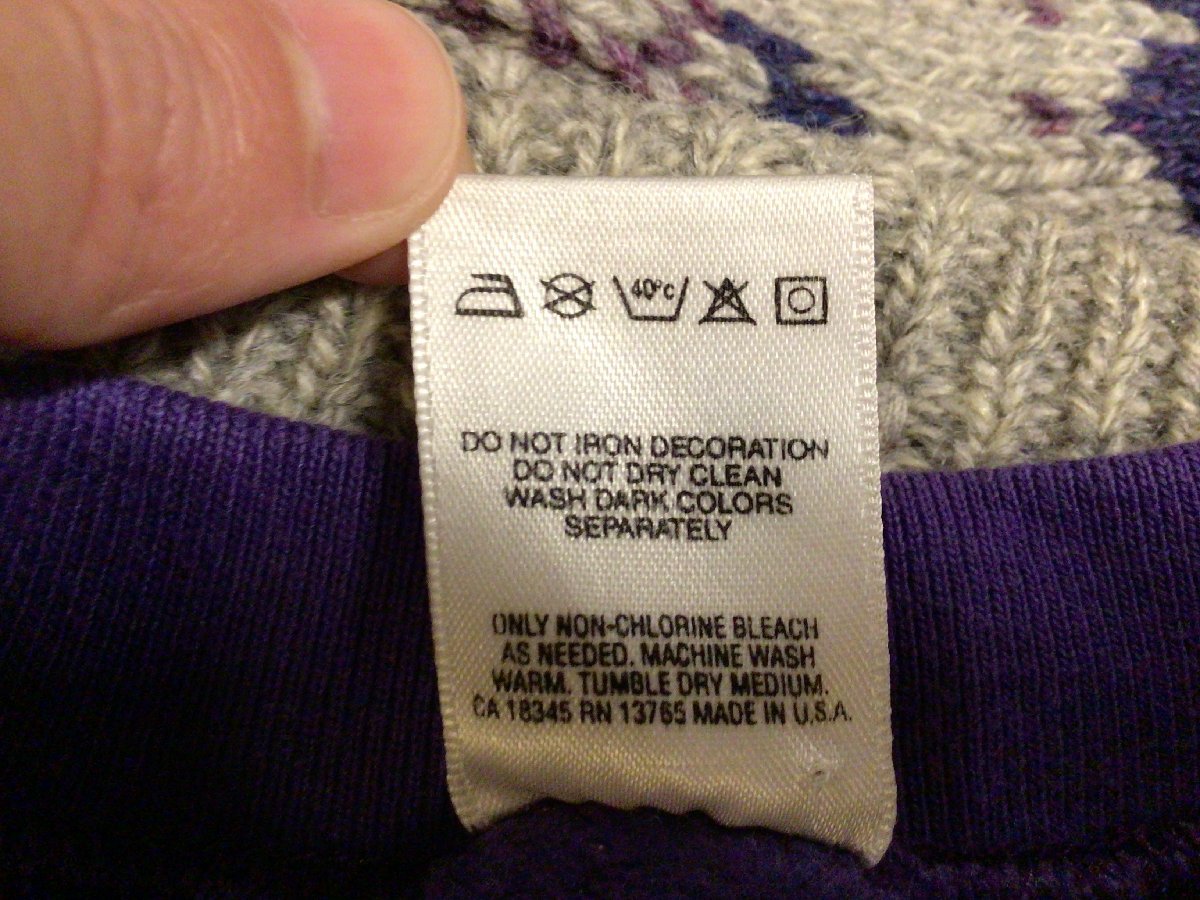 40°C
DO NOT IRON DECORATION
DO NOT DRY CLEAN
WASH DARK COLORS
SEPARATELY
ONLY NON-CHLORINE BLEACH
AS NEEDED. MACHINE WASH
WARM. TUMBLE DRY MEDIUM.
CA 18345 RN 13765 MADE IN U.S.A.